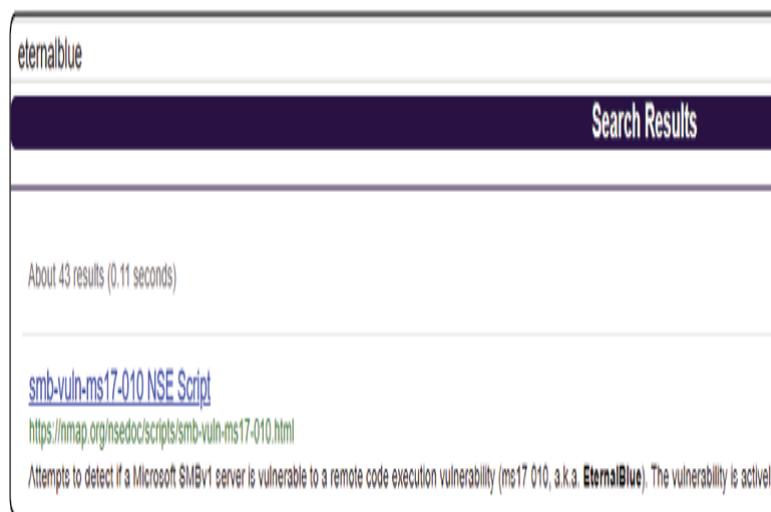 eternalblue
Search Results
About 43 results (0.11 seconds)
smb-vuln-ms17-010 NSE Script
https://nmap.org/nsedoc/scripts/smb-vuln-ms17-010.html
Attempts to detect if a Microsoft SMBv1 server is vulnerable to a remote code execution vulnerability (ms17 010, a.k.a. EternalBlue). The vulnerability is activel